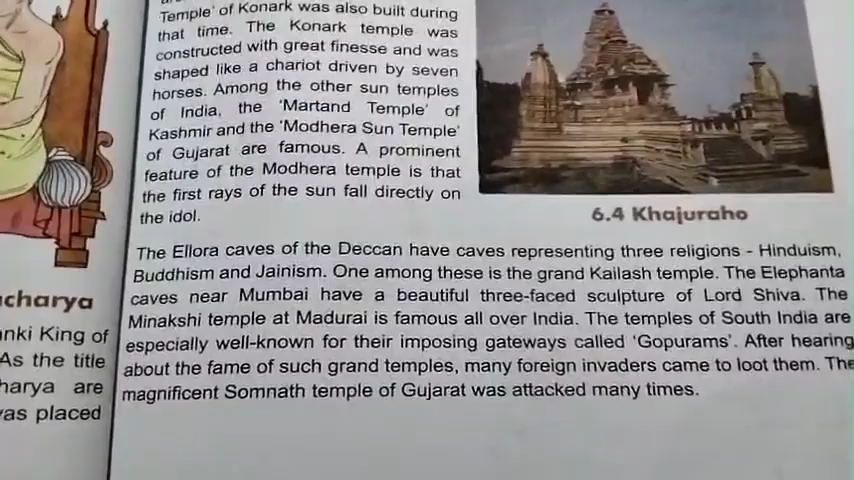 Temple' of Konark was also built during
that time. The Konark temple was
constructed with great finesse and was
shaped like a chariot driven by seven
horses. Among the other sun temples
of India, the 'Martand Temple' of
Kashmir and the 'Modhera Sun Temple'
of Gujarat are famous. A prominent
feature of the Modhera temple is that
the first rays of the sun fall directly on
the idol.
6.4 Khajuraho
The Ellora caves of the Deccan have caves representing three religions - Hinduism,
Buddhism and Jainism. One among these is the grand Kailash temple. The Elephanta
caves near Mumbai have a beautiful three-faced sculpture of Lord Shiva. The
Minakshi temple at Madurai is famous all over India. The temples of South India are
especially well-known for their imposing gateways called 'Gopurams'. After hearing
about the fame of such grand temples, many foreign invaders came to loot them. The
magnificent Somnath temple of Gujarat was attacked many times.
acharya
anki King of
As the title
harya are
was placed